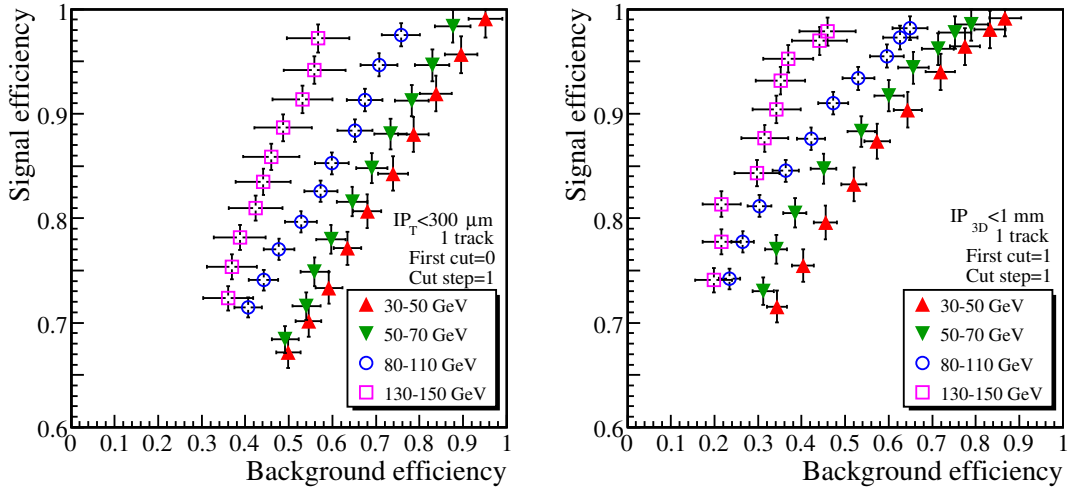 Signal efficiency
1
0.9
0.8
0.7
0.6
IP_T<300 μm
1 track
First cut=0
Cut step=1
30-50 GeV
50-70 GeV
80-110 GeV
130-150 GeV
0 0.1 0.2 0.3 0.4 0.5 0.6 0.7 0.8 0.9 1
Background efficiency
Signal efficiency
1
0.9
0.8
0.7
0.6
IP_3D<1 mm
1 track
First cut=1
Cut step=1
30-50 GeV
50-70 GeV
80-110 GeV
130-150 GeV
0 0.1 0.2 0.3 0.4 0.5 0.6 0.7 0.8 0.9 1
Background efficiency